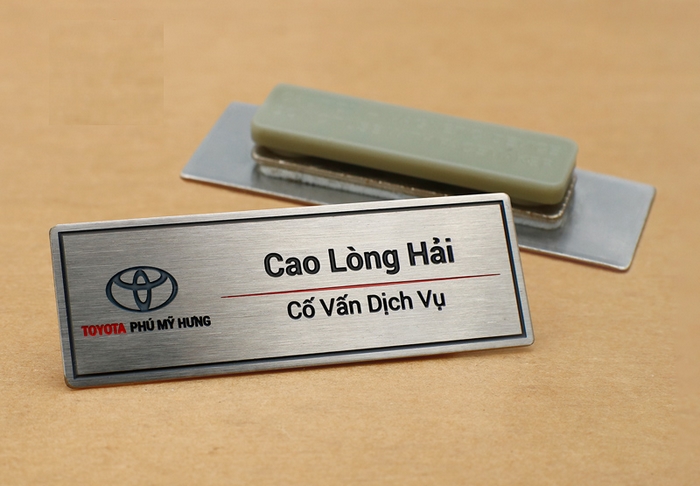 Cao Lòng Hải
Cố Vấn Dịch Vụ
TOYOTA PHÚ MỸ HƯNG